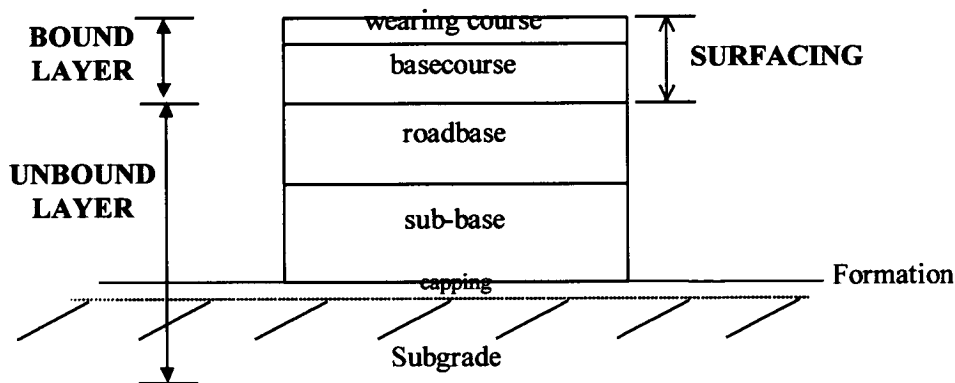 wearing course
BOUND
LAYER
basecourse
SURFACING
roadbase
UNBOUND
LAYER
sub-base
capping
Formation
Subgrade